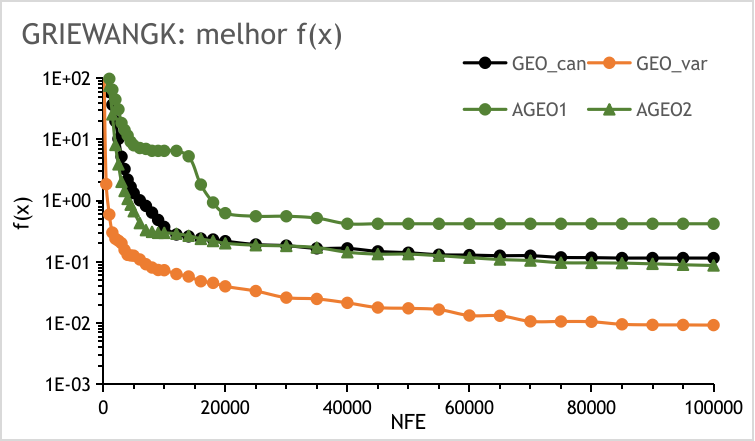 GRIEWANGK: melhor f(x)
GEO_can GEO_var
AGEO1 AGEO2
f(x)
1E+02
1E+01
1E+00
1E-01
1E-02
1E-03
0 20000 40000 60000 80000 100000
NFE